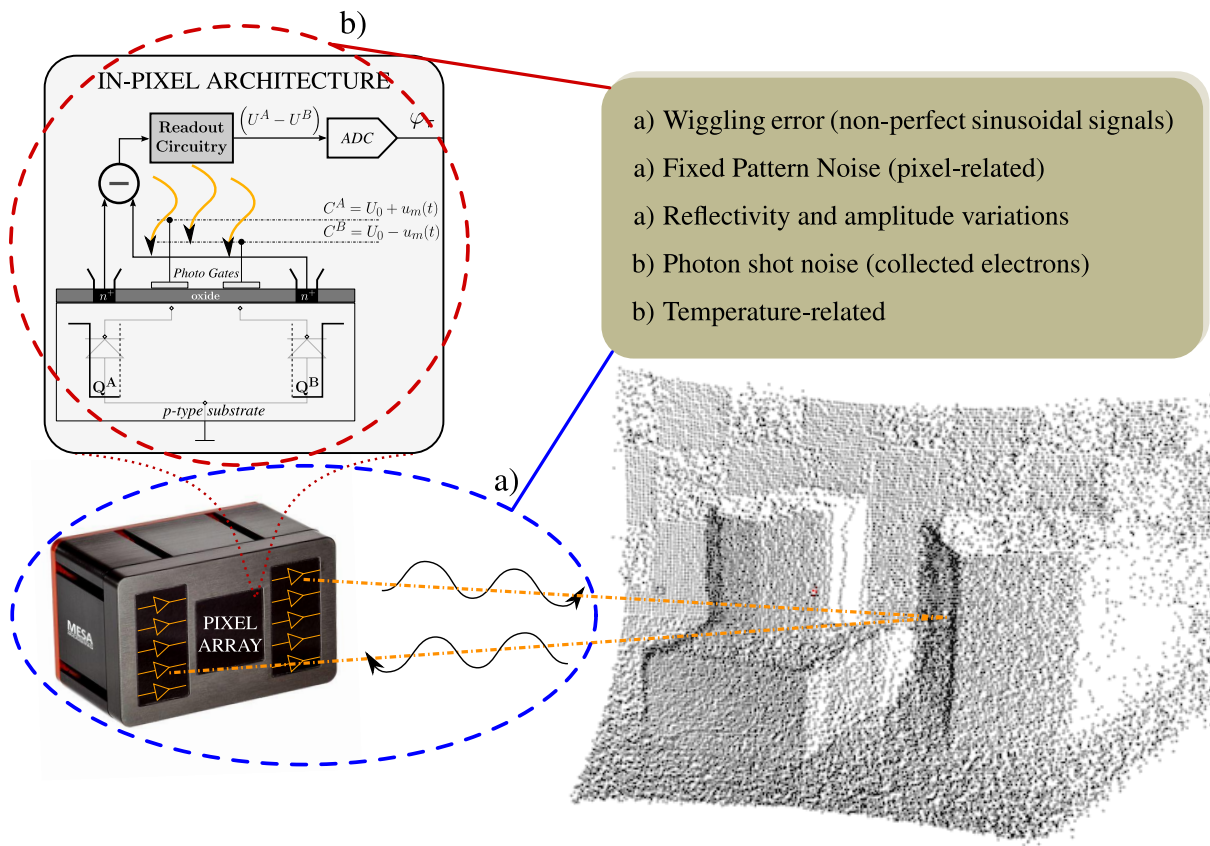 b)
IN-PIXEL ARCHITECTURE
Readout
Circuitry
(U^A − U^B)
ADC
φ
−
C^A = U_0 + u_m(t)
C^B = U_0 − u_m(t)
Photo Gates
n^+
oxide
n^+
Q^A
Q^B
p-type substrate
a) Wiggling error (non-perfect sinusoidal signals)
a) Fixed Pattern Noise (pixel-related)
a) Reflectivity and amplitude variations
b) Photon shot noise (collected electrons)
b) Temperature-related
a)
MESA
PIXEL
ARRAY